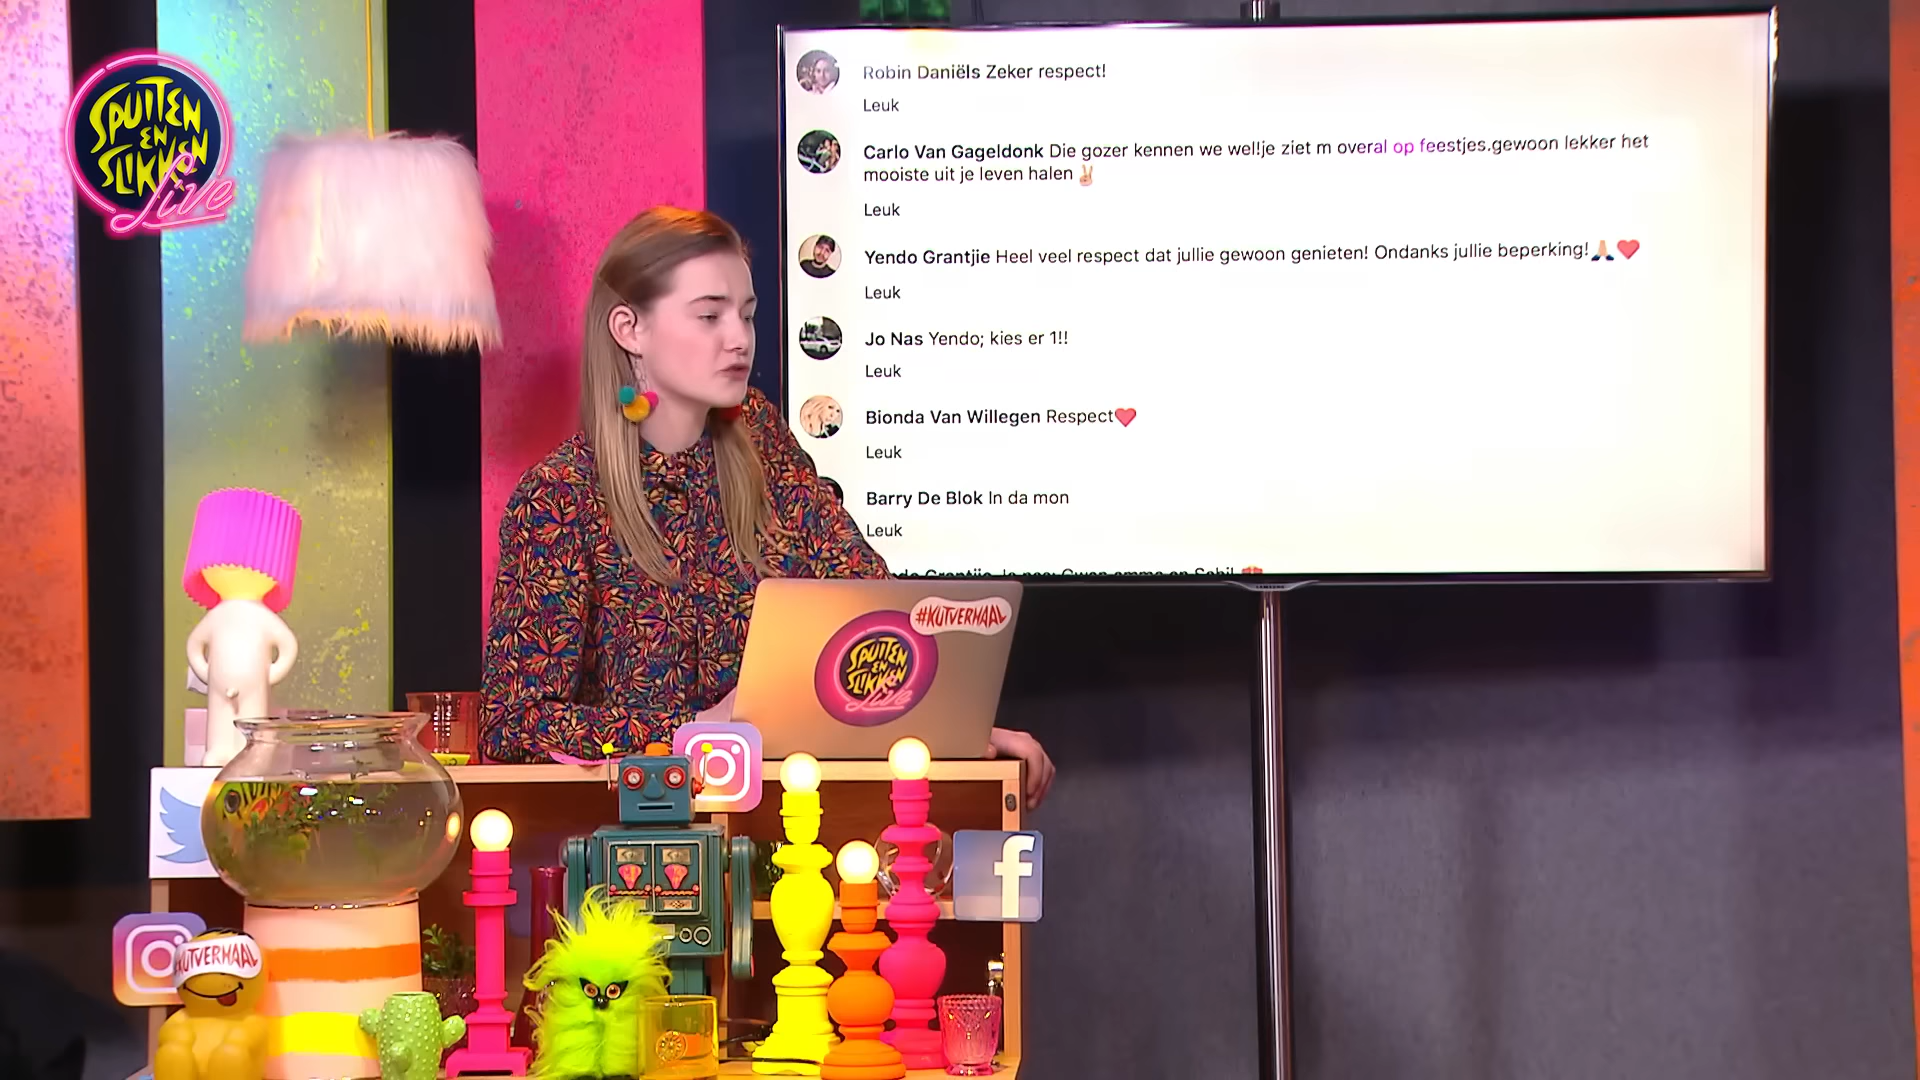 SPUITEN
EN
SLIKKEN
Live
Robin Daniëls Zeker respect!
Leuk
Carlo Van Gageldonk Die gozer kennen we wel!je ziet m overal op feestjes.gewoon lekker het
mooiste uit je leven halen
Leuk
Yendo Grantjie Heel veel respect dat jullie gewoon genieten! Ondanks jullie beperking!
Leuk
Jo Nas Yendo; kies er 1!!
Leuk
Bionda Van Willegen Respect
Leuk
Barry De Blok In da mon
Leuk
SAMSUNG
#KUTVERHAAL
SPUITEN
EN
SLIKKEN
Live
f
KUTVERHAAL